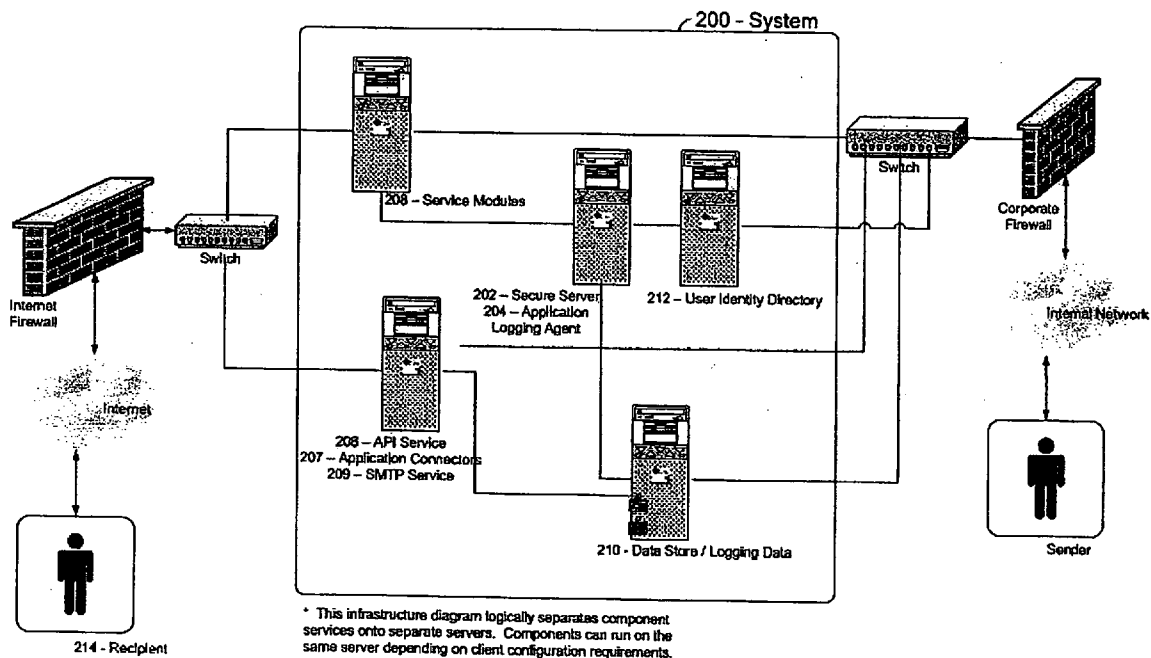 200 - System
208 – Service Modules
Switch
Corporate
Firewall
Switch
Internet
Firewall
202 – Secure Server
204 – Application
Logging Agent
212 – User Identity Directory
Internal Network
Internet
208 – API Service
207 – Application Connectors
209 – SMTP Service
210 - Data Store / Logging Data
Sender
214 - Recipient
* This infrastructure diagram logically separates component
services onto separate servers. Components can run on the
same server depending on client configuration requirements.